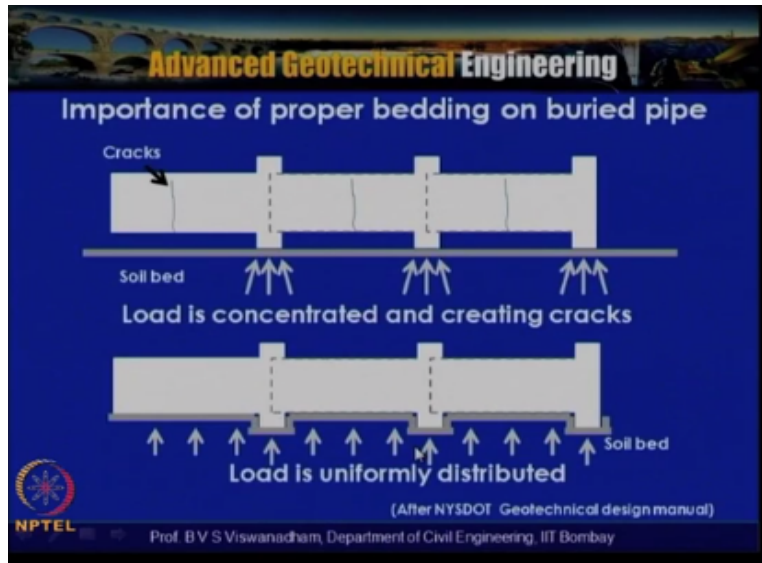 Advanced Geotechnical Engineering
Importance of proper bedding on buried pipe
Cracks
Soil bed
Load is concentrated and creating cracks
Soil bed
Load is uniformly distributed
(After NYSDOT Geotechnical design manual)
NPTEL
Prof. B V S Viswanadham, Department of Civil Engineering, IIT Bombay